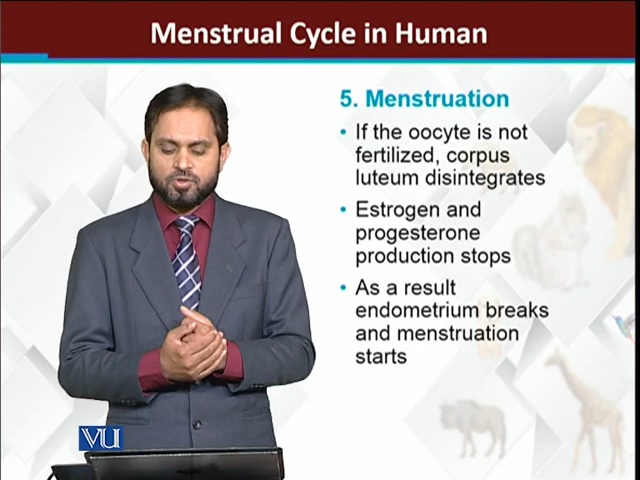 Menstrual Cycle in Human
5. Menstruation
• If the oocyte is not
fertilized, corpus
luteum disintegrates
• Estrogen and
progesterone
production stops
• As a result
endometrium breaks
and menstruation
starts
VU